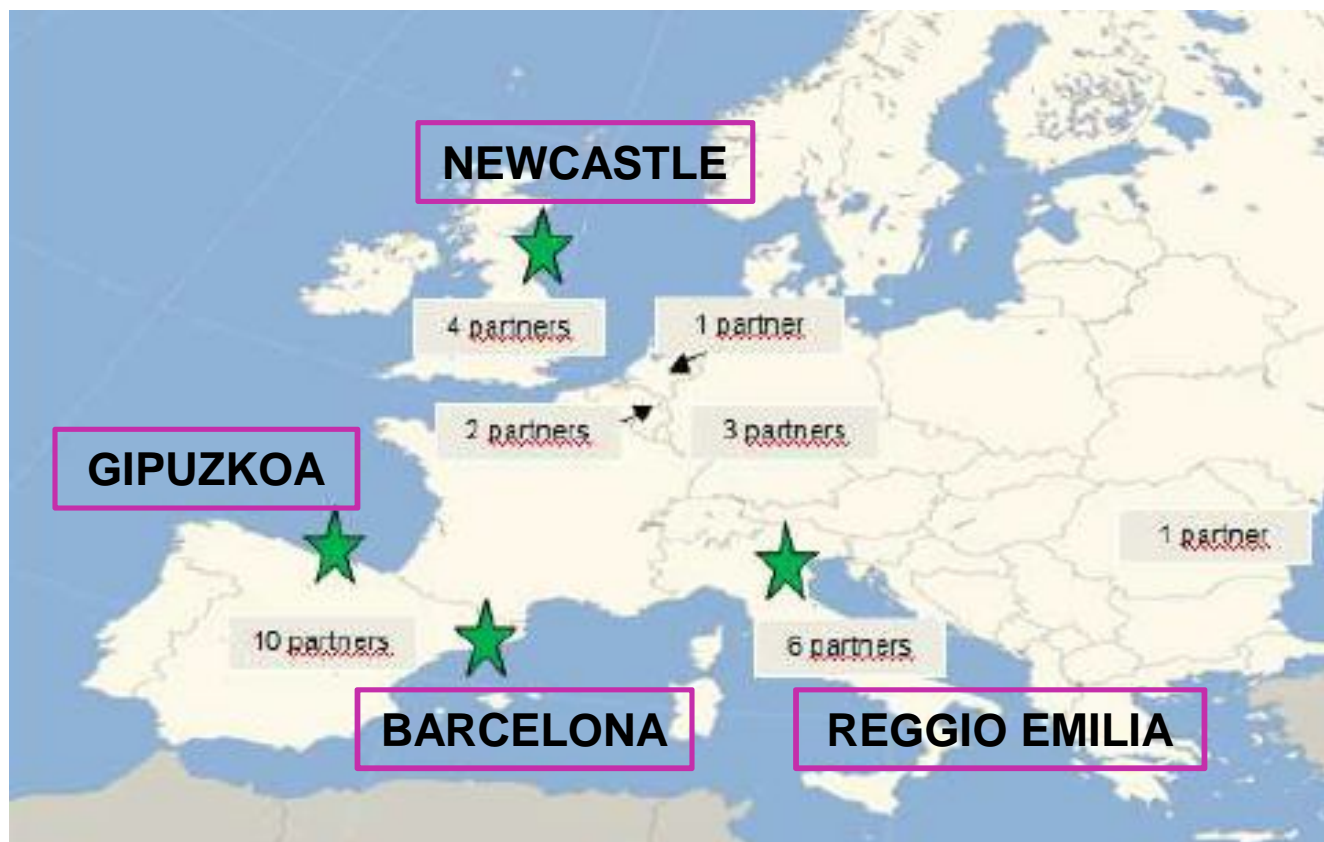 NEWCASTLE
4 partners
1 partner
2 partners
3 partners
GIPUZKOA
1 partner
10 partners
6 partners
BARCELONA
REGGIO EMILIA